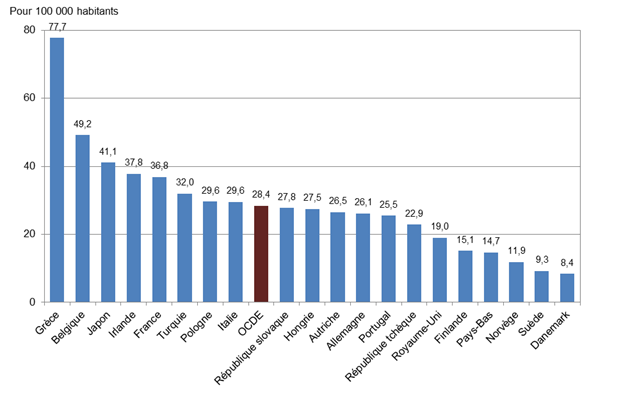 Pour 100 000 habitants
80
60
40
20
0
77,7
49,2
41,1
37,8
36,8
32,0
29,6
29,6
28,4
27,8
27,5
26,5
26,1
25,5
22,9
19,0
15,1
14,7
11,9
9,3
8,4
Grèce
Belgique
Japon
Irlande
France
Turquie
Pologne
Italie
OCDE
République slovaque
Hongrie
Autriche
Allemagne
Portugal
République tchèque
Royaume-Uni
Finlande
Pays-Bas
Norvège
Suède
Danemark